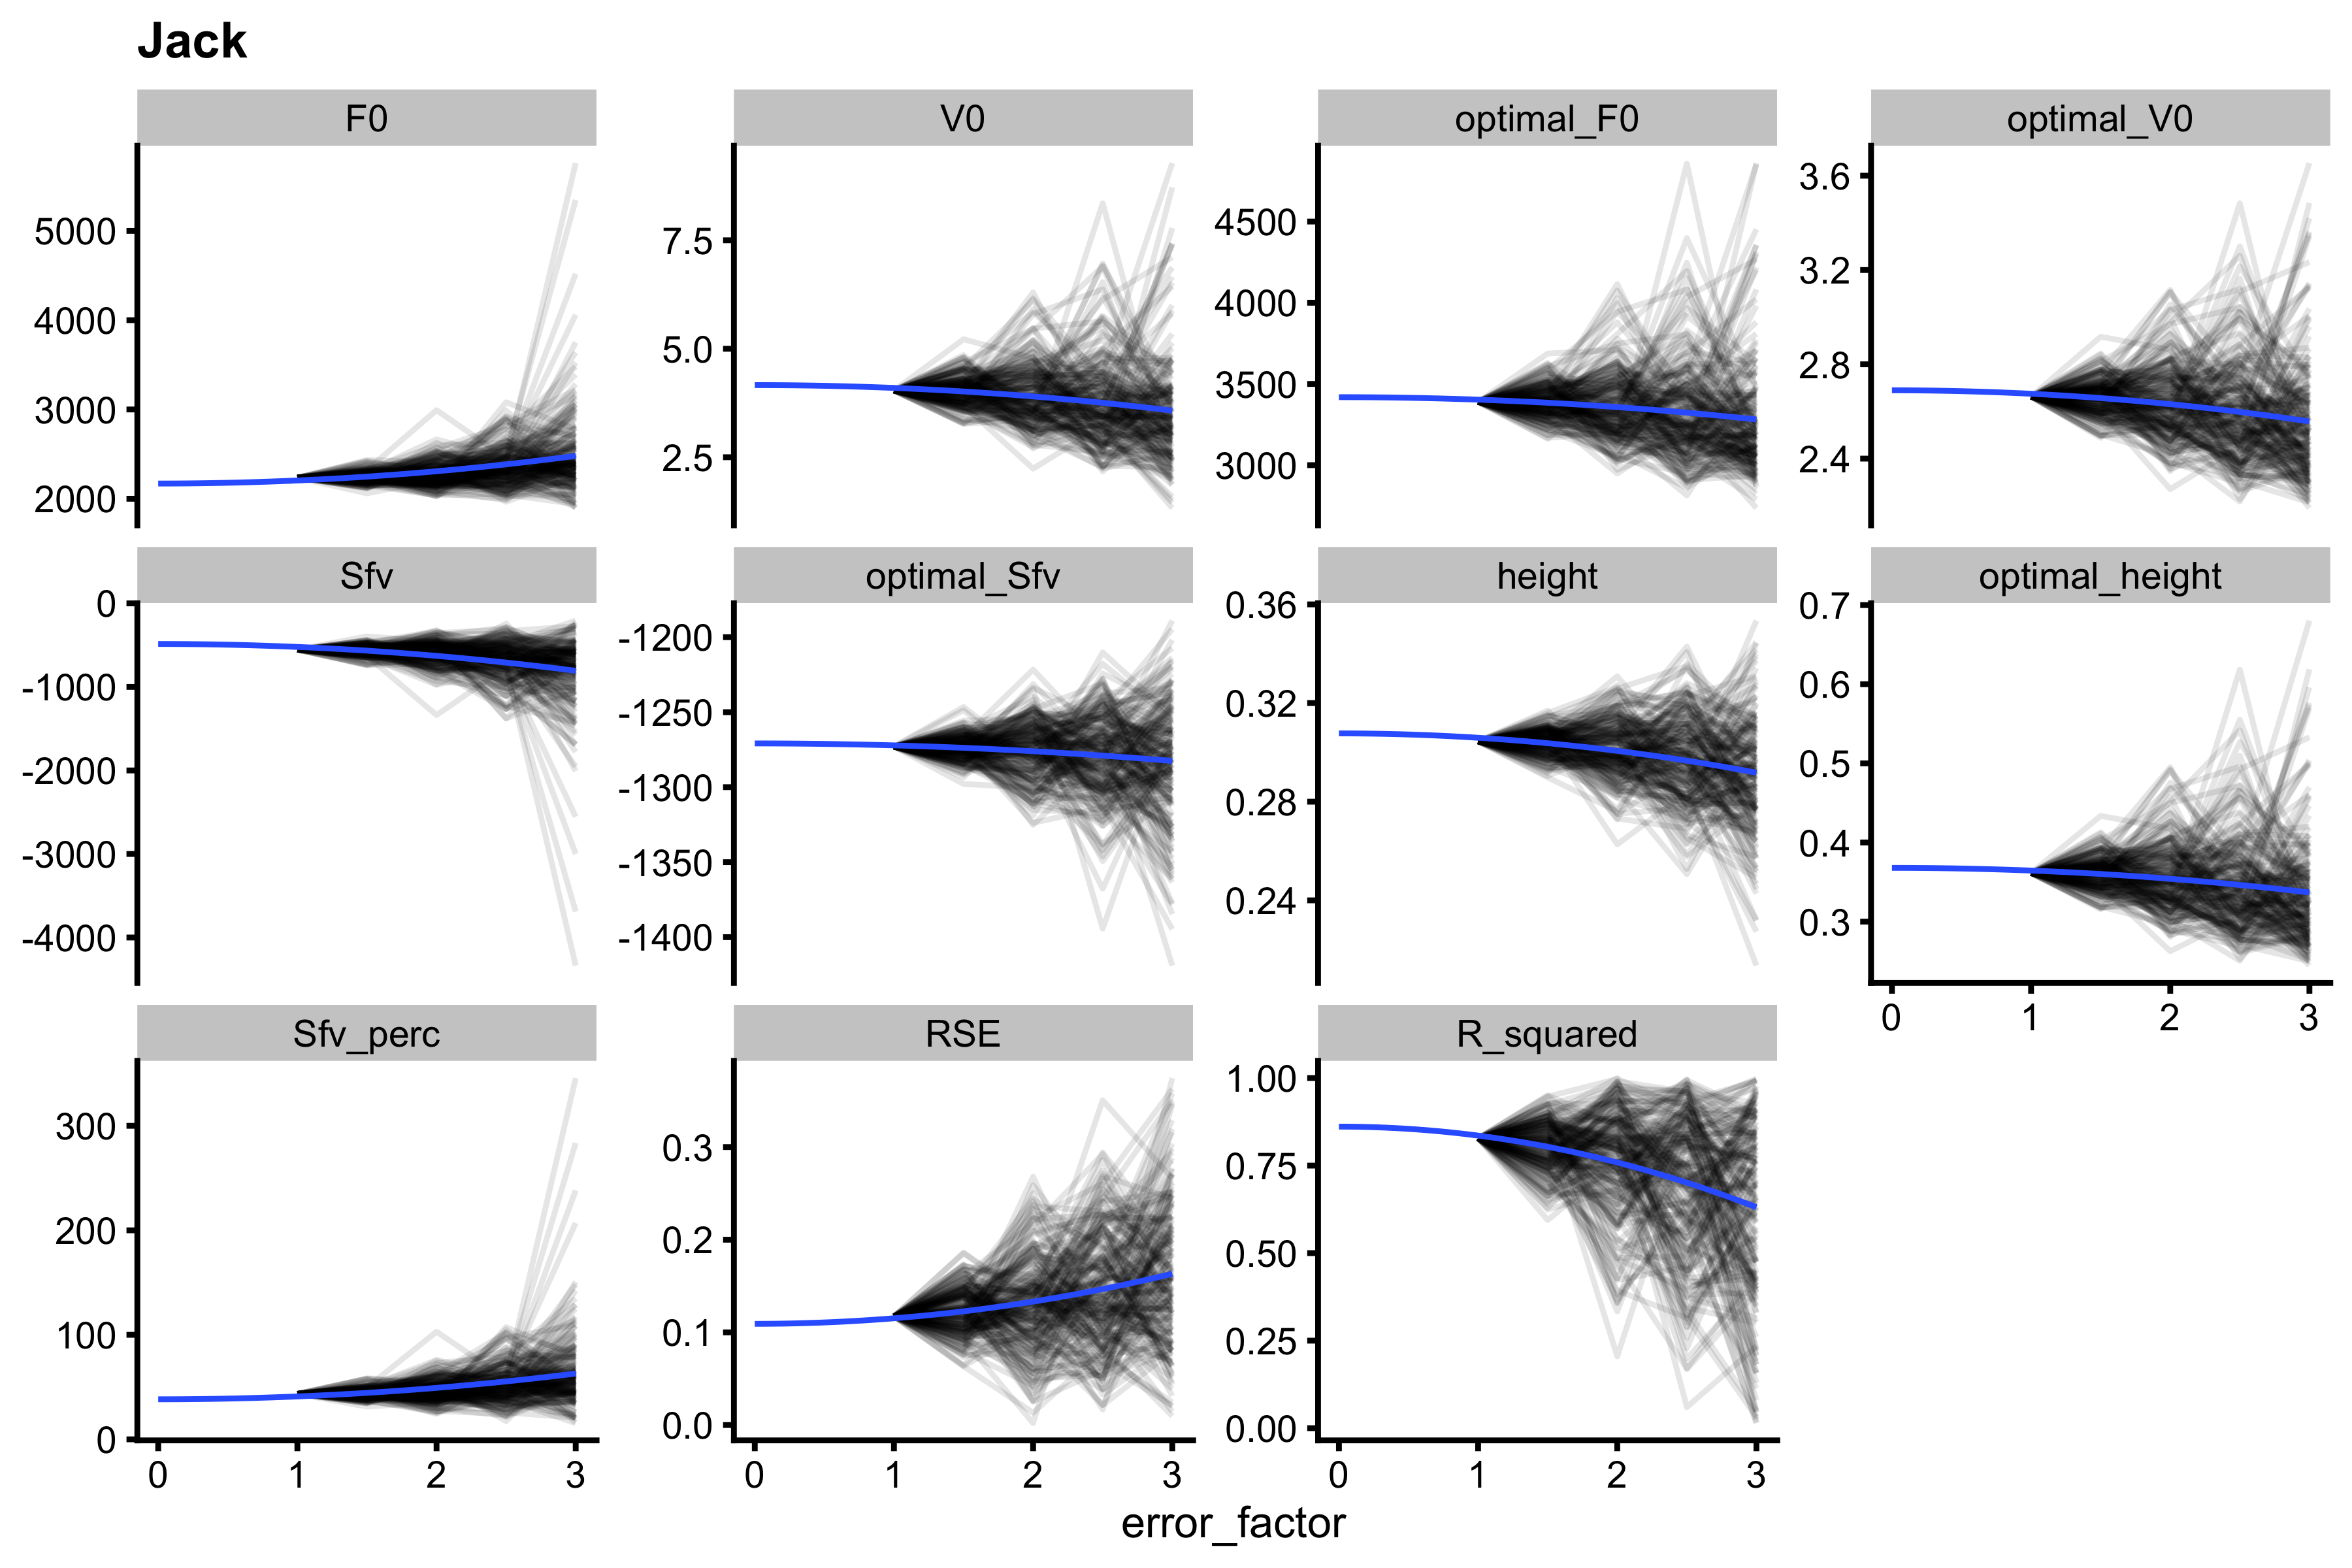 Jack
F0 V0 optimal_F0 optimal_V0
5000 4000 3000 2000
7.5 5.0 2.5
4500 4000 3500 3000
3.6 3.2 2.8 2.4
Sfv optimal_Sfv height optimal_height
0 -1000 -2000 -3000 -4000
-1200 -1250 -1300 -1350 -1400
0.36 0.32 0.28 0.24
0.7 0.6 0.5 0.4 0.3
0 1 2 3
Sfv_perc RSE R_squared
300 200 100 0
0.3 0.2 0.1 0.0
1.00 0.75 0.50 0.25 0.00
0 1 2 3
0 1 2 3
0 1 2 3
error_factor